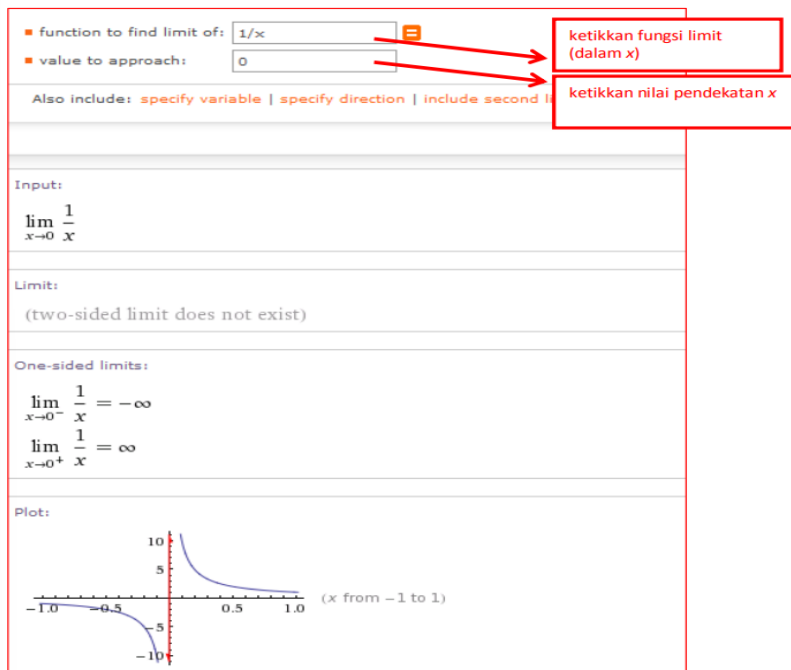 function to find limit of: 1/x
ketikkan fungsi limit
(dalam x)
value to approach: 0
ketikkan nilai pendekatan x
Also include: specify variable | specify direction | include second li
Input:
lim x→0 1/x
Limit:
(two-sided limit does not exist)
One-sided limits:
lim x→0⁻ 1/x = −∞
lim x→0⁺ 1/x = ∞
Plot:
10
5
−1.0 −0.5 0.5 1.0 (x from −1 to 1)
−5
−10